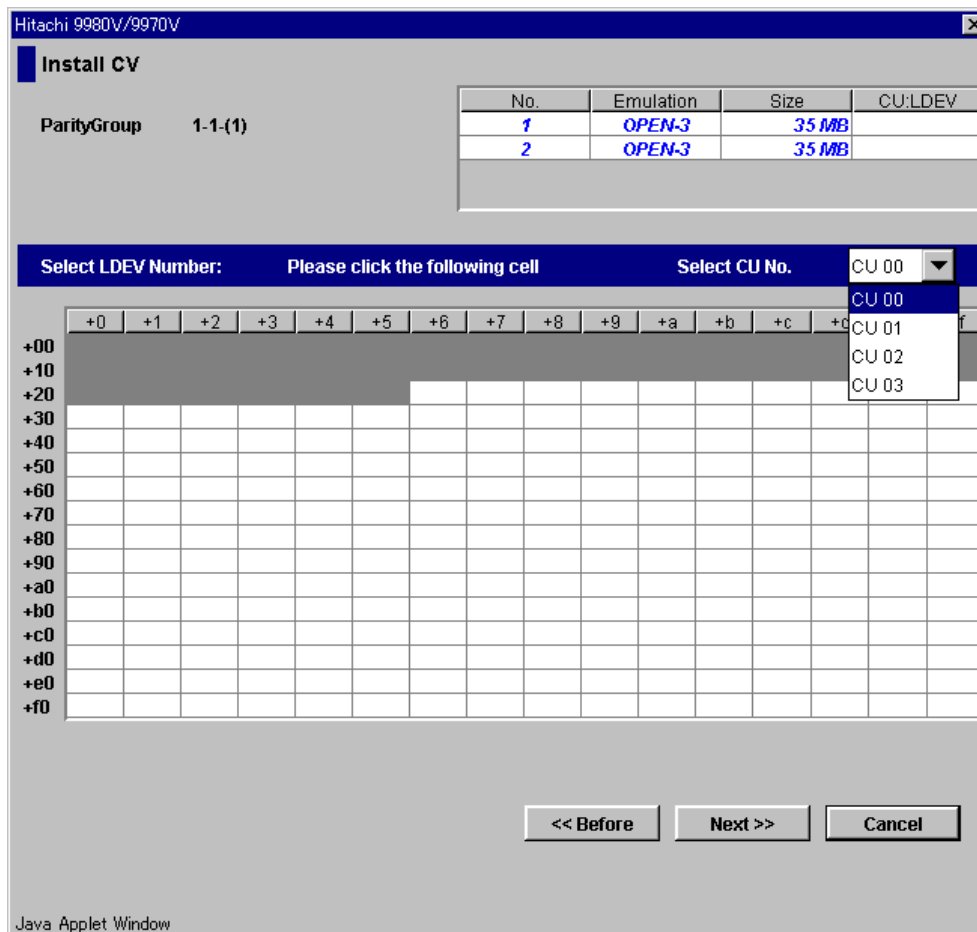 Hitachi 9980V/9970V
Install CV
ParityGroup 1-1-(1)
No. Emulation Size CU:LDEV
1 OPEN-3 35 MB
2 OPEN-3 35 MB
Select LDEV Number: Please click the following cell Select CU No. CU 00
CU 00
CU 01
CU 02
CU 03
+0 +1 +2 +3 +4 +5 +6 +7 +8 +9 +a +b +c +d f
+00
+10
+20
+30
+40
+50
+60
+70
+80
+90
+a0
+b0
+c0
+d0
+e0
+f0
<< Before Next >> Cancel
Java Applet Window